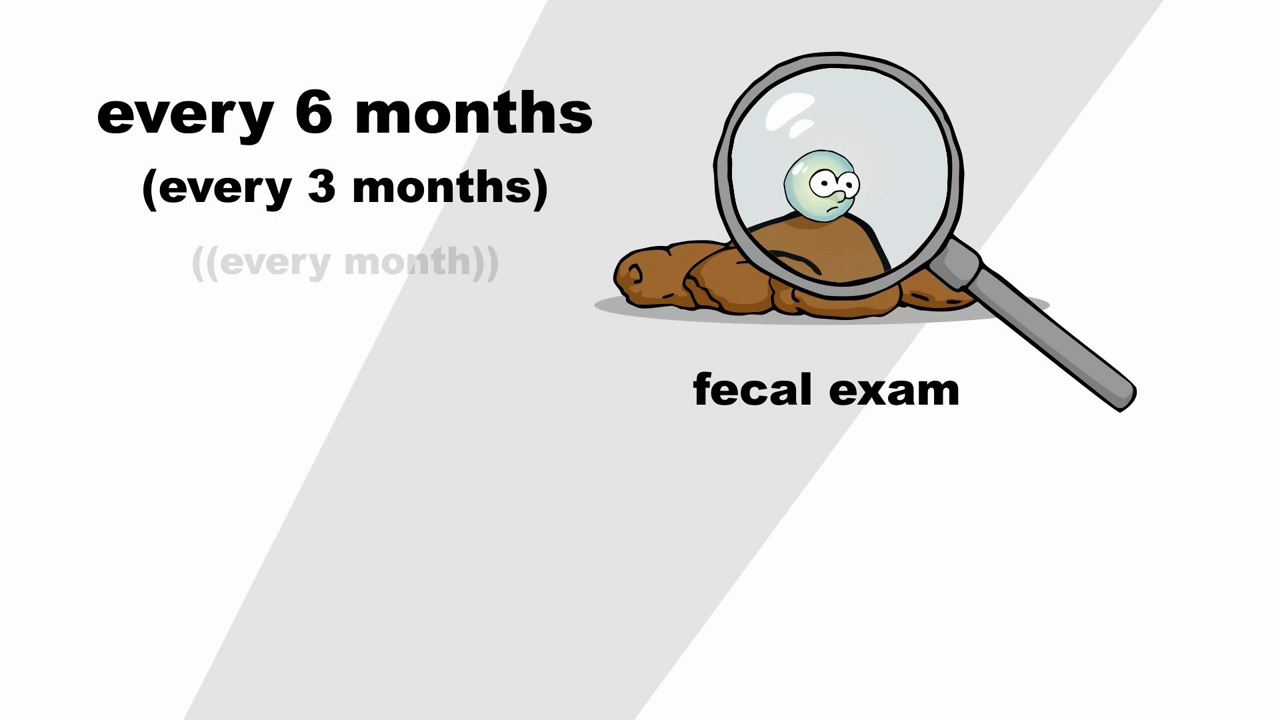 every 6 months
(every 3 months)
((every month))
fecal exam